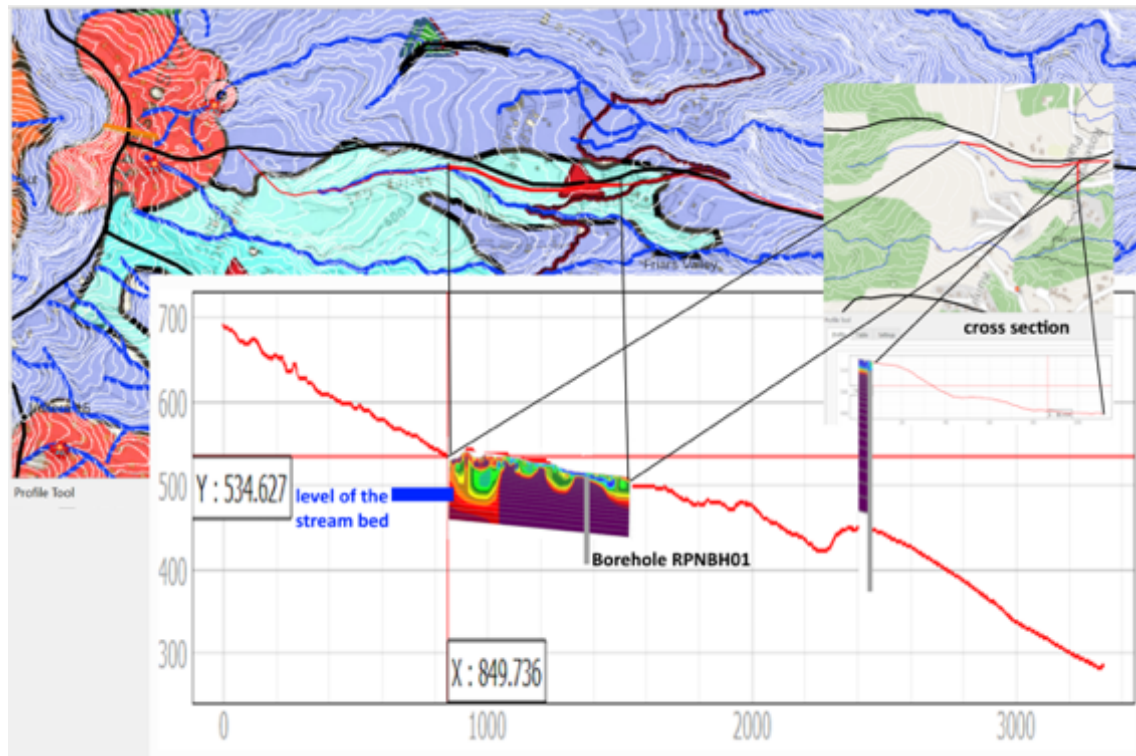 Friars Valley
cross section
Profile Tool
700
600
500
400
300
Y : 534.627
level of the
stream bed
Borehole RPNBH01
X : 849.736
0
1000
2000
3000